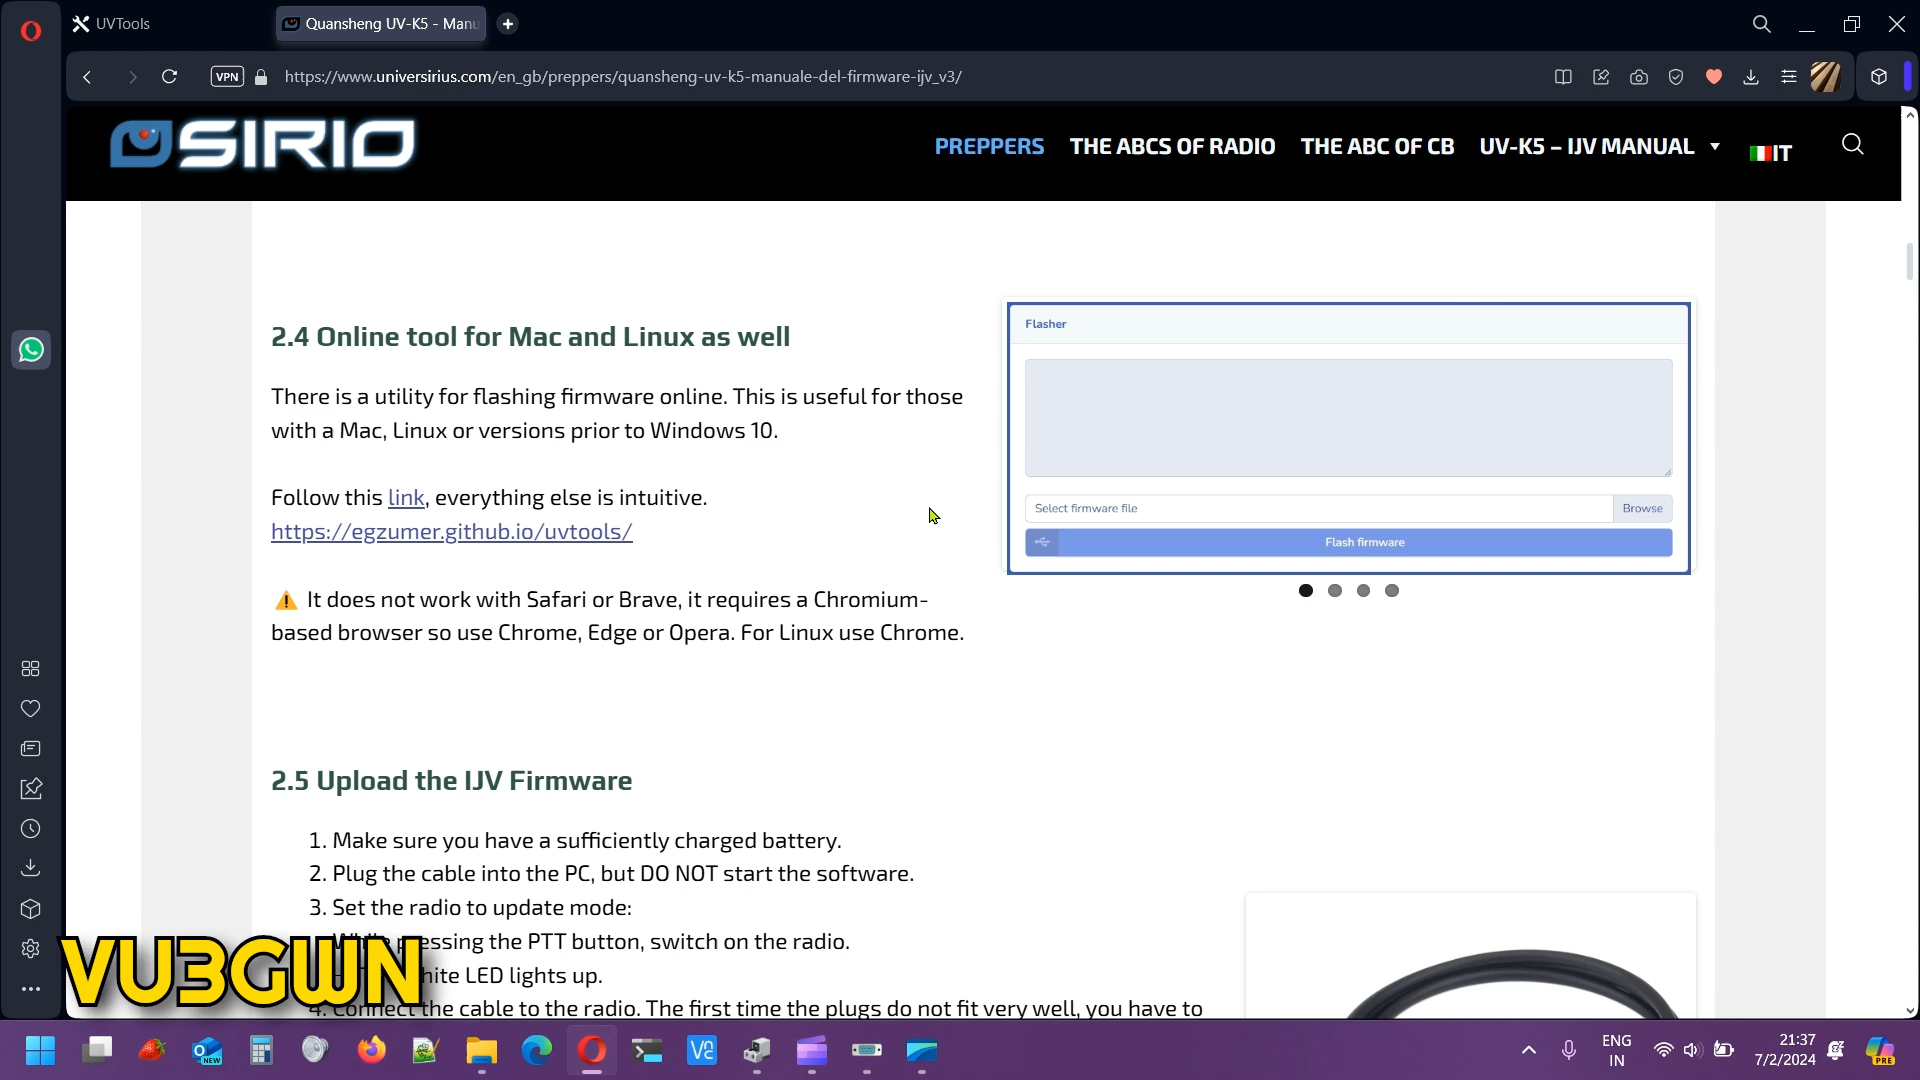 UVTools
Quansheng UV-K5 - Manu
VPN
https://www.universirius.com/en_gb/preppers/quansheng-uv-k5-manuale-del-firmware-ijv_v3/
SIRIO
PREPPERS
THE ABCS OF RADIO
THE ABC OF CB
UV-K5 – IJV MANUAL
IT
2.4 Online tool for Mac and Linux as well
There is a utility for flashing firmware online. This is useful for those
with a Mac, Linux or versions prior to Windows 10.
Follow this link, everything else is intuitive.
https://egzumer.github.io/uvtools/
⚠ It does not work with Safari or Brave, it requires a Chromium-
based browser so use Chrome, Edge or Opera. For Linux use Chrome.
Flasher
Select firmware file
Browse
Flash firmware
2.5 Upload the IJV Firmware
1. Make sure you have a sufficiently charged battery.
2. Plug the cable into the PC, but DO NOT start the software.
3. Set the radio to update mode:
pressing the PTT button, switch on the radio.
LED lights up.
4. Connect the cable to the radio. The first time the plugs do not fit very well, you have to
VU3GWN
NEW
ENG
IN
21:37
7/2/2024
PRE